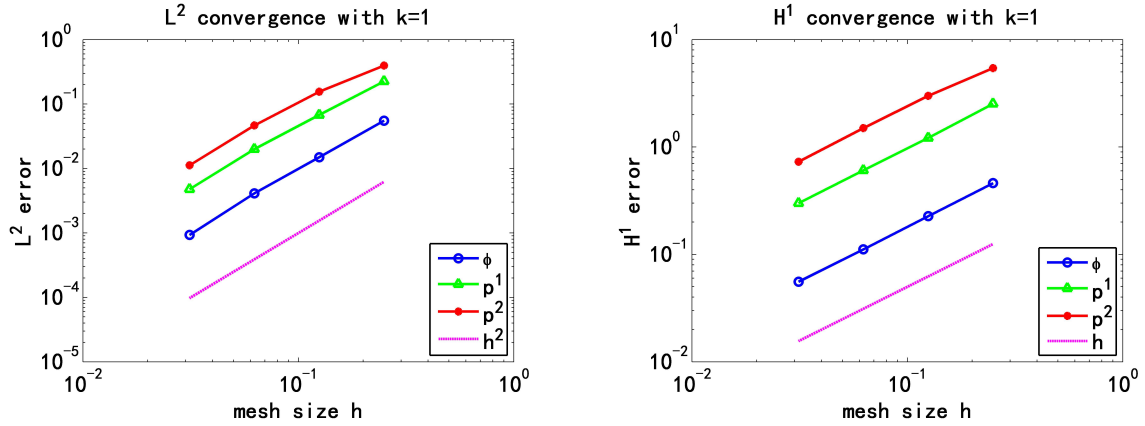 L² convergence with k=1
10⁰
10⁻¹
10⁻²
10⁻³
10⁻⁴
10⁻⁵
L² error
ϕ
p¹
p²
h²
10⁻² 10⁻¹ 10⁰
mesh size h
H¹ convergence with k=1
10¹
10⁰
10⁻¹
10⁻²
H¹ error
ϕ
p¹
p²
h
10⁻² 10⁻¹ 10⁰
mesh size h